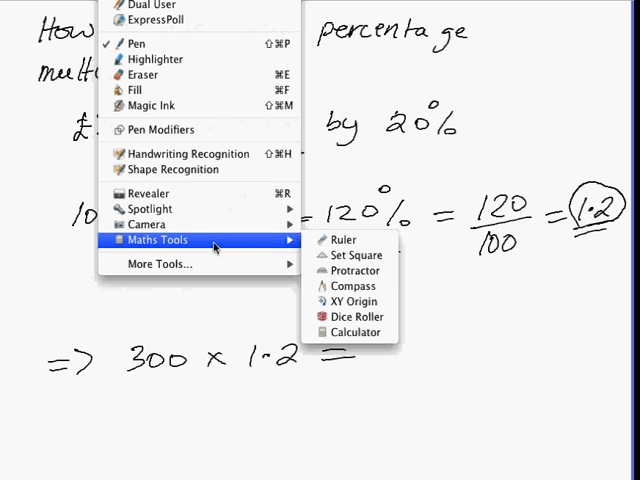 Dual User
ExpressPoll
How percentage
✓ Pen ⇧⌘P
Highlighter
mult
Eraser ⌘E
Fill ⌘F
Magic Ink ⇧⌘M
£ by 20%
Pen Modifiers
Handwriting Recognition ⇧⌘H
Shape Recognition
Revealer ⌘R
Spotlight
10 = 120% = 120/100 = 1.2
Camera
Maths Tools
Ruler
Set Square
More Tools...
Protractor
Compass
XY Origin
Dice Roller
Calculator
=> 300 x 1.2 =